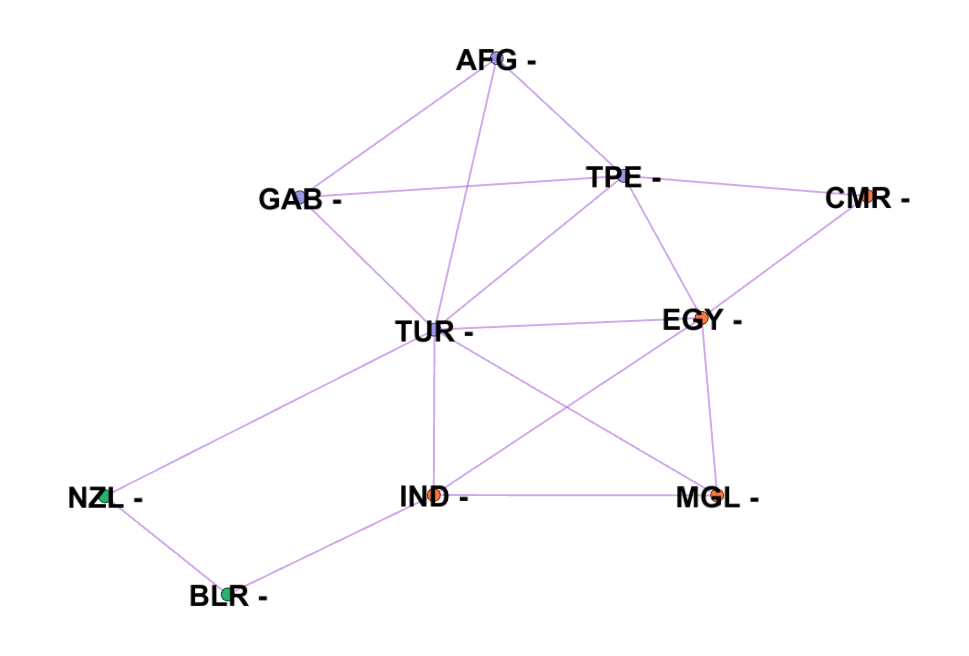 AFG -
TPE -
GAB -
CMR -
TUR -
EGY -
NZL -
IND -
MGL -
BLR -